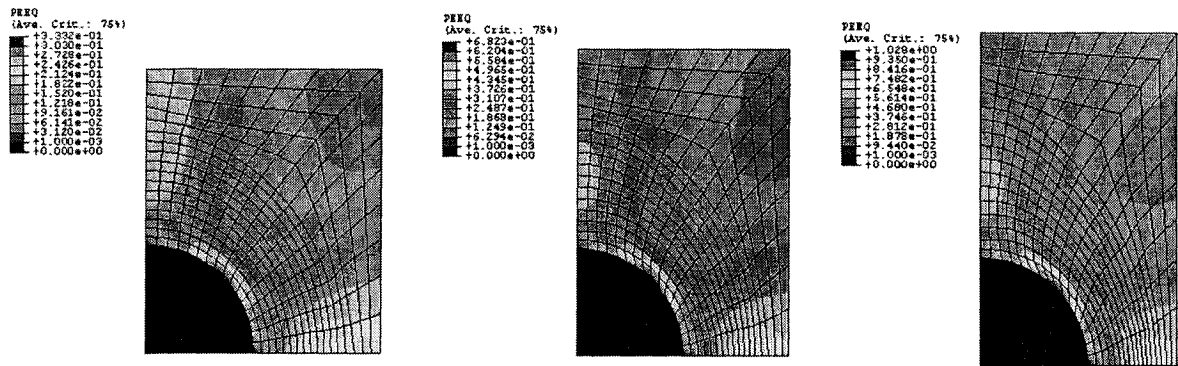 PEEQ
(Ave. Crit.: 75%)
+3.332e-01
+3.030e-01
+2.728e-01
+2.426e-01
+2.124e-01
+1.822e-01
+1.520e-01
+1.218e-01
+9.161e-02
+6.141e-02
+3.120e-02
+1.000e-03
+0.000e+00
PEEQ
(Ave. Crit.: 75%)
+6.823e-01
+6.204e-01
+5.584e-01
+4.965e-01
+4.345e-01
+3.726e-01
+3.107e-01
+2.487e-01
+1.868e-01
+1.249e-01
+6.294e-02
+1.000e-03
+0.000e+00
PEEQ
(Ave. Crit.: 75%)
+1.028e+00
+9.350e-01
+8.416e-01
+7.482e-01
+6.548e-01
+5.614e-01
+4.680e-01
+3.746e-01
+2.812e-01
+1.878e-01
+9.440e-02
+1.000e-03
+0.000e+00